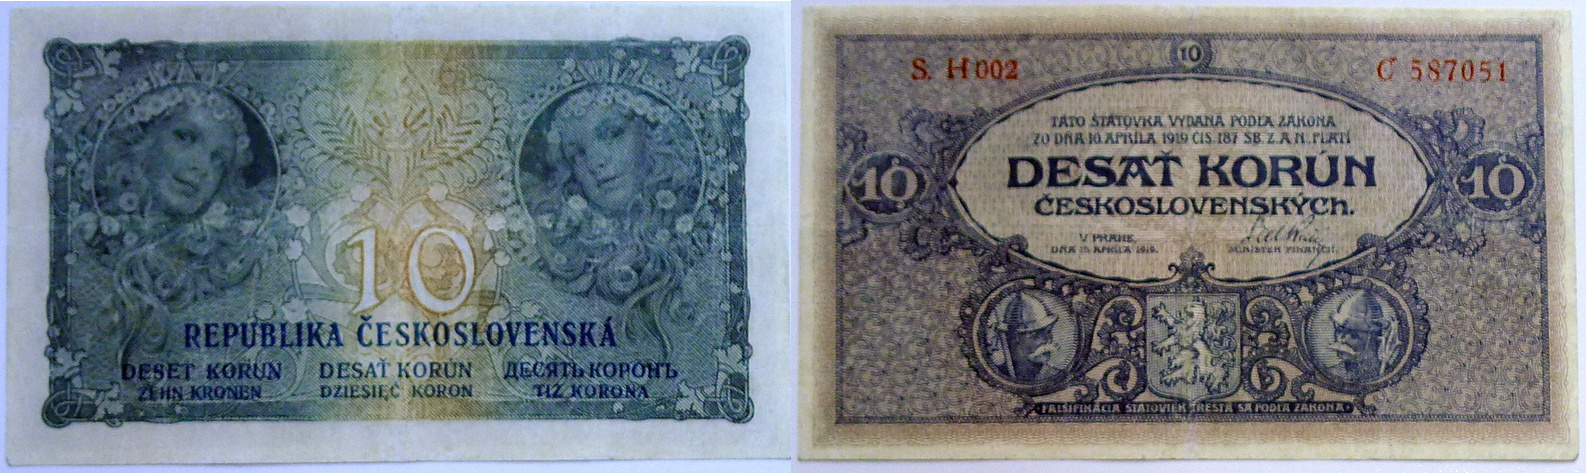 10
REPUBLIKA ČESKOSLOVENSKÁ
DESET KORUN DESAŤ KORÚN ДЕСЯТЬ КОРОНЪ
ZEHN KRONEN DZIESIĘĆ KORON TIZ KORONA
10
S. H 002 C 587051
TÁTO ŠTÁTOVKA VYDANÁ PODĽA ZÁKONA
ZO DŇA 10. APRÍLA 1919 ČÍS. 187 SB. Z. A N. PLATÍ
DESAŤ KORÚN
10 10
ČESKOSLOVENSKÝCH.
V PRAHE,
DŇA 15. APRÍLA 1919. MINISTER FINANCIÍ.
FALŠIFIKÁCIA ŠTÁTOVIEK TRESTÁ SA PODĽA ZÁKONA